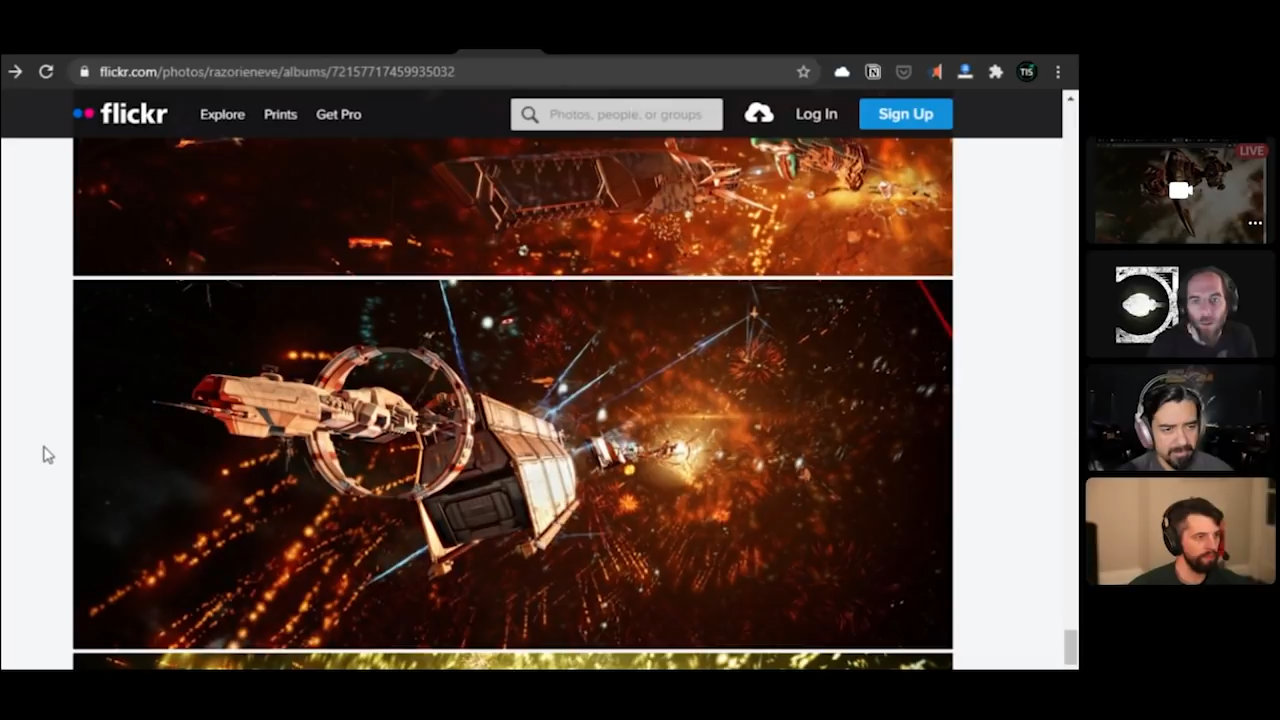 flickr.com/photos/razorieneve/albums/72157717459935032
TIS
flickr
Explore
Prints
Get Pro
Photos, people, or groups
Log In
Sign Up
LIVE